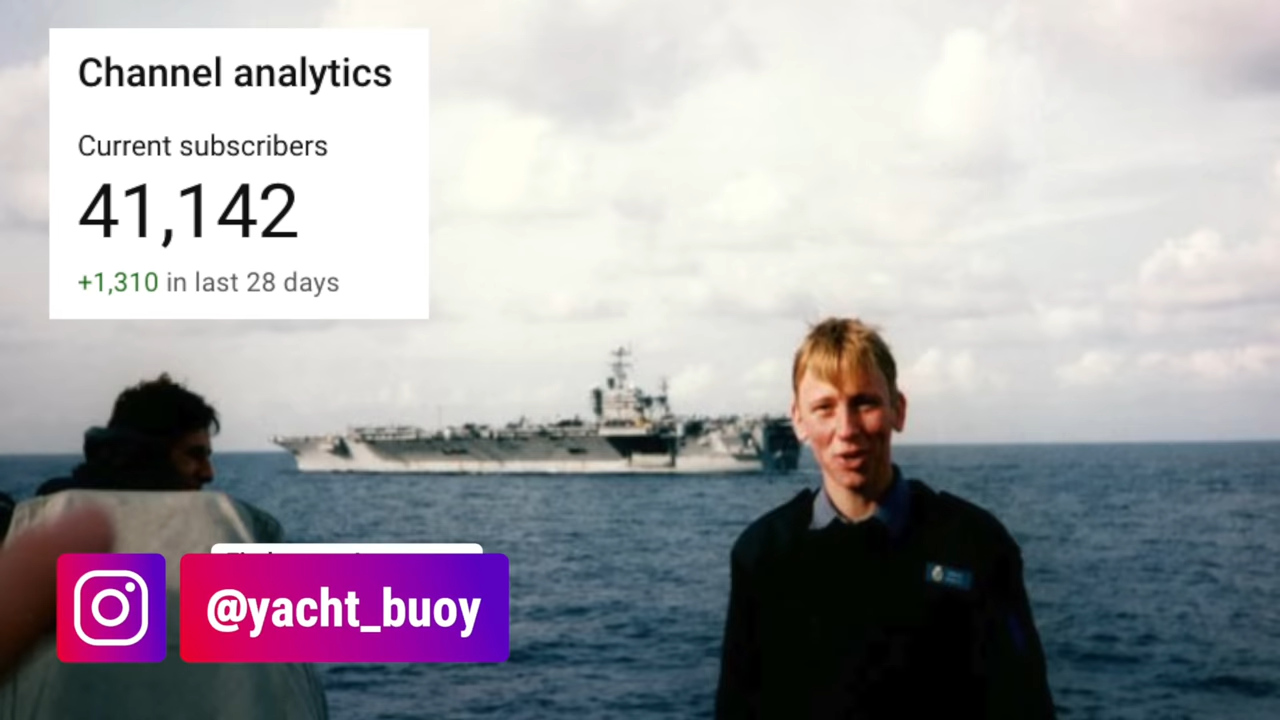 Channel analytics
Current subscribers
41,142
+1,310 in last 28 days
@yacht_buoy